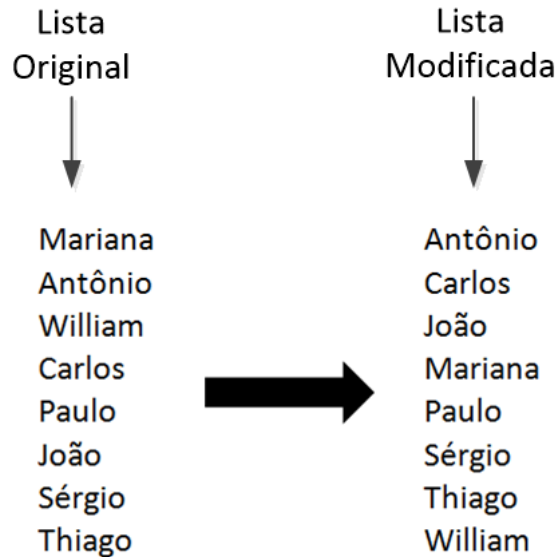 Lista
Original
Mariana
Antônio
William
Carlos
Paulo
João
Sérgio
Thiago
Lista
Modificada
Antônio
Carlos
João
Mariana
Paulo
Sérgio
Thiago
William